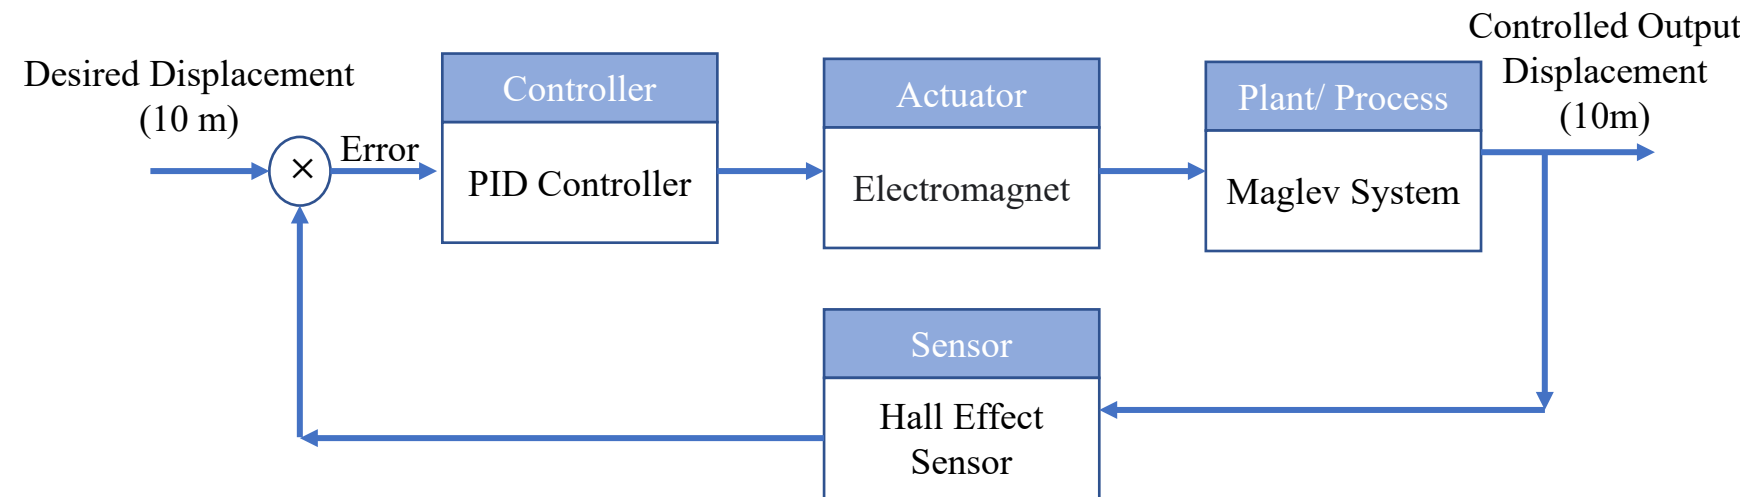 Desired Displacement
(10 m)
×
Error
Controller
PID Controller
Actuator
Electromagnet
Plant/ Process
Maglev System
Controlled Output
Displacement
(10m)
Sensor
Hall Effect
Sensor